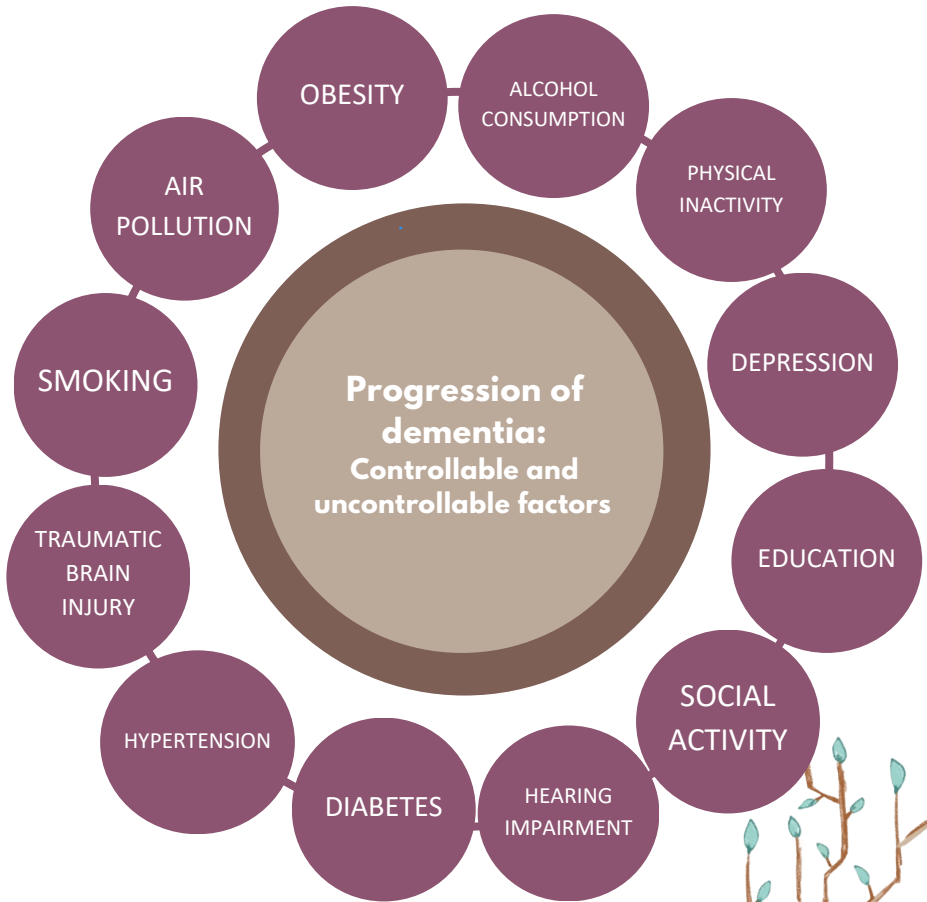 OBESITY
ALCOHOL
CONSUMPTION
PHYSICAL
INACTIVITY
DEPRESSION
EDUCATION
SOCIAL
ACTIVITY
HEARING
IMPAIRMENT
DIABETES
HYPERTENSION
TRAUMATIC
BRAIN
INJURY
SMOKING
AIR
POLLUTION
Progression of
dementia:
Controllable and
uncontrollable factors